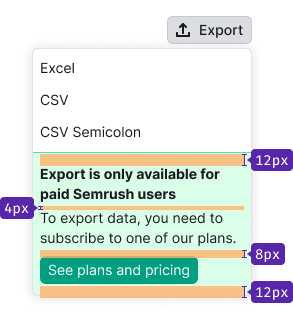 Export
Excel
CSV
CSV Semicolon
12px
Export is only available for
paid Semrush users
4px
To export data, you need to
subscribe to one of our plans.
8px
See plans and pricing
12px